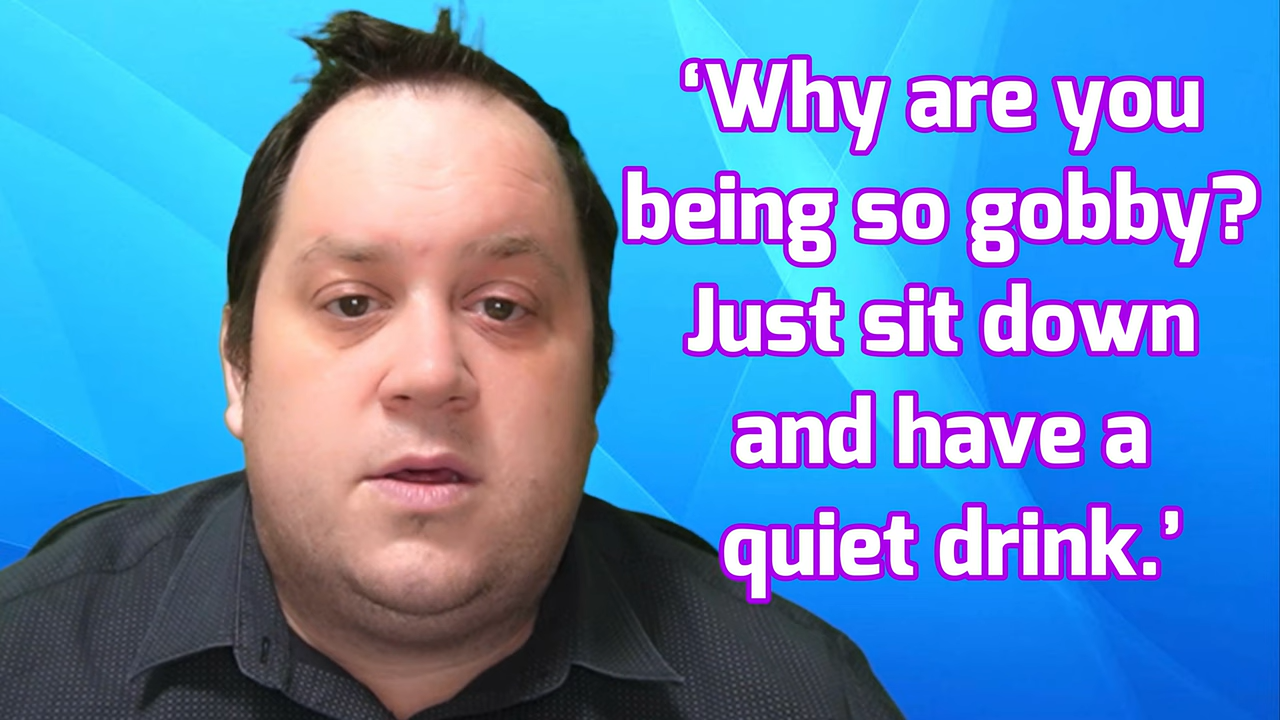 ‘Why are you
being so gobby?
Just sit down
and have a
quiet drink.’